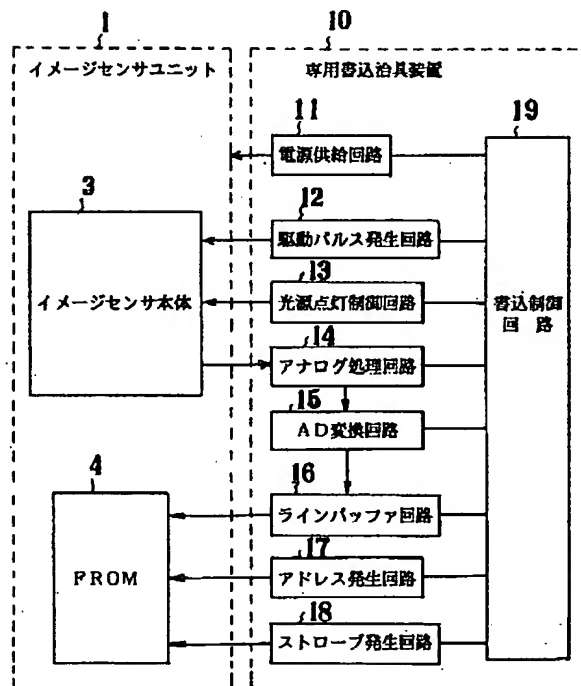 1
イメージセンサユニット
10
専用書込治具装置
11
電源供給回路
19
書込制御
回 路
3
イメージセンサ本体
12
駆動パルス発生回路
13
光源点灯制御回路
14
アナログ処理回路
15
AD変換回路
4
PROM
16
ラインバッファ回路
17
アドレス発生回路
18
ストローブ発生回路